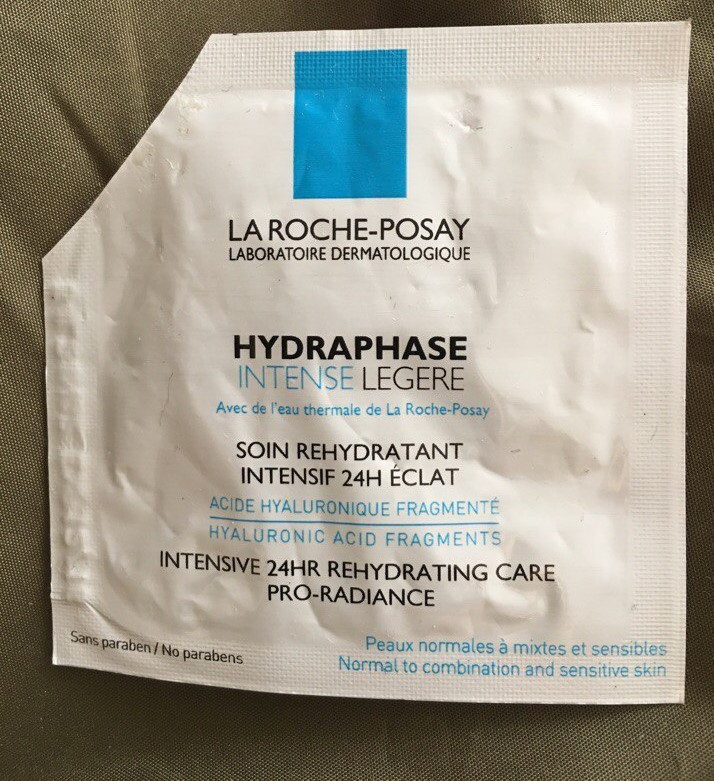 LA ROCHE-POSAY
LABORATOIRE DERMATOLOGIQUE
HYDRAPHASE
INTENSE LEGERE
Avec de l'eau thermale de La Roche-Posay
SOIN REHYDRATANT
INTENSIF 24H ÉCLAT
ACIDE HYALURONIQUE FRAGMENTÉ
HYALURONIC ACID FRAGMENTS
INTENSIVE 24HR REHYDRATING CARE
PRO-RADIANCE
Sans paraben / No parabens
Peaux normales à mixtes et sensibles
Normal to combination and sensitive skin